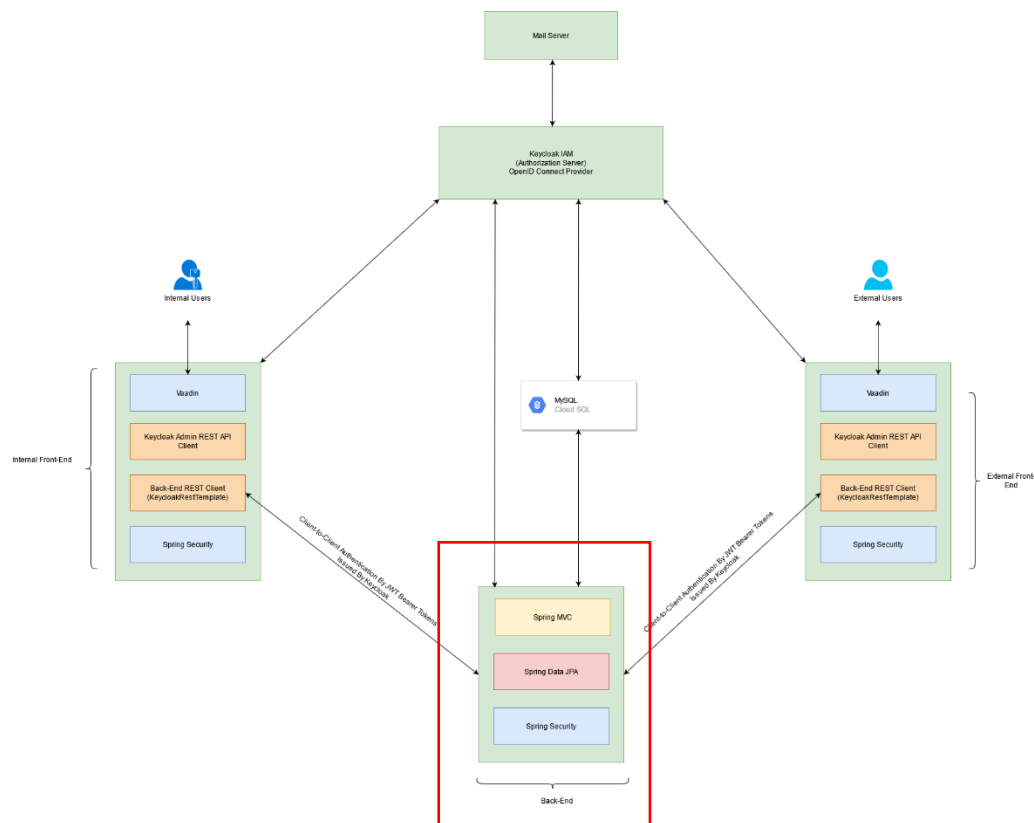 Mail Server
Keycloak IAM
(Authorization Server)
OpenID Connect Provider
Internal Users
External Users
Vaadin
Keycloak Admin REST API
Client
Back-End REST Client
(KeycloakRestTemplate)
Spring Security
Internal Front-End
MySQL
Cloud SQL
Vaadin
Keycloak Admin REST API
Client
Back-End REST Client
(KeycloakRestTemplate)
Spring Security
External Front-
End
Client-to-Client Authentication By JWT Bearer Tokens
Issued By Keycloak
Client-to-Client Authentication By JWT Bearer Tokens
Issued By Keycloak
Spring MVC
Spring Data JPA
Spring Security
Back-End